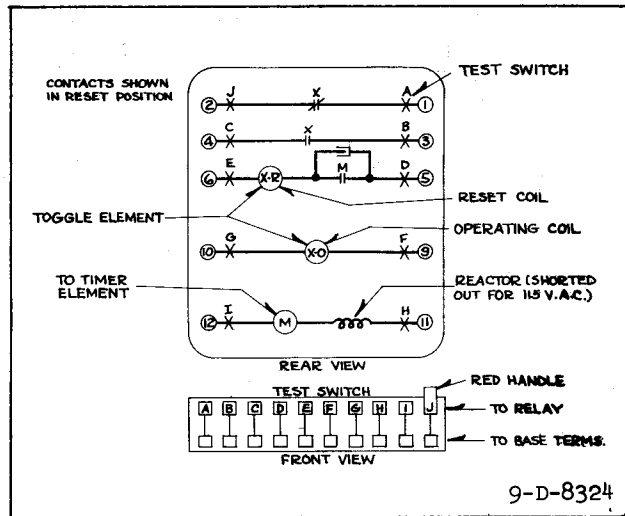 CONTACTS SHOWN
IN RESET POSITION
TEST SWITCH
J X A
2 1
C X B
4 3
E M D
6 X-R 5
RESET COIL
TOGGLE ELEMENT
OPERATING COIL
G F
10 X-O 9
TO TIMER
ELEMENT
REACTOR (SHORTED
OUT FOR 115 V.A.C.)
I H
12 M 11
REAR VIEW
RED HANDLE
TEST SWITCH
A B C D E F G H I J
TO RELAY
TO BASE TERMS.
FRONT VIEW
9-D-8324